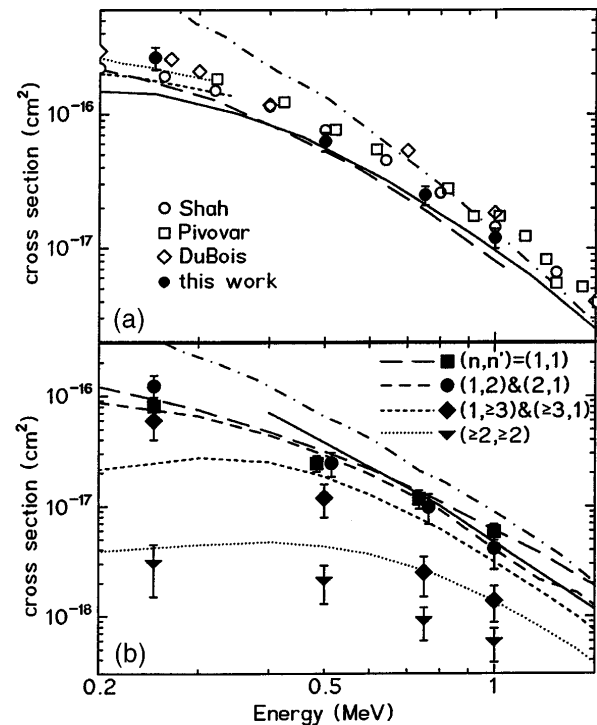 10⁻¹⁶
10⁻¹⁷
cross section (cm²)
Shah
Pivovar
DuBois
this work
(a)
10⁻¹⁶
10⁻¹⁷
10⁻¹⁸
cross section (cm²)
(n,n')=(1,1)
(1,2)&(2,1)
(1,≥3)&(≥3,1)
(≥2,≥2)
(b)
0.2 0.5 1
Energy (MeV)